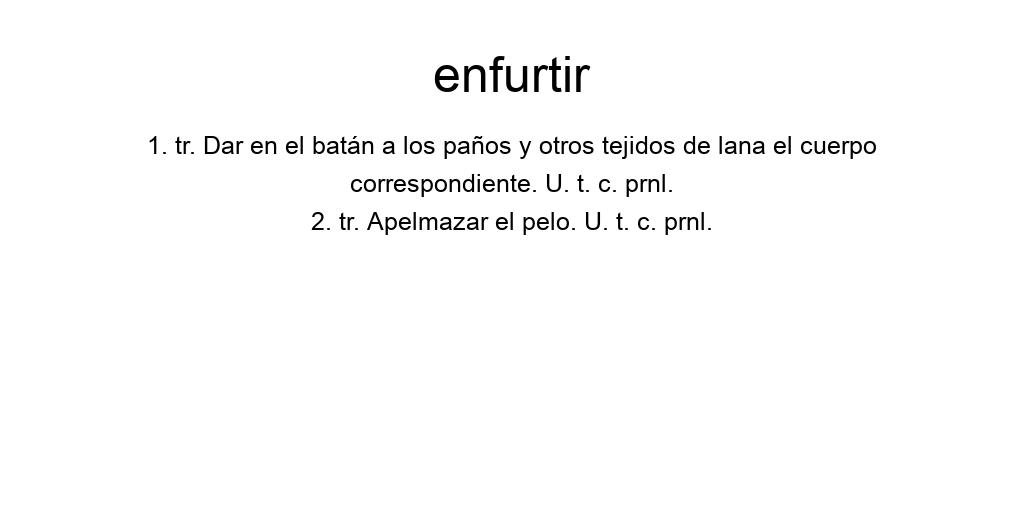 enfurtir
1. tr. Dar en el batán a los paños y otros tejidos de lana el cuerpo
correspondiente. U. t. c. prnl.
2. tr. Apelmazar el pelo. U. t. c. prnl.